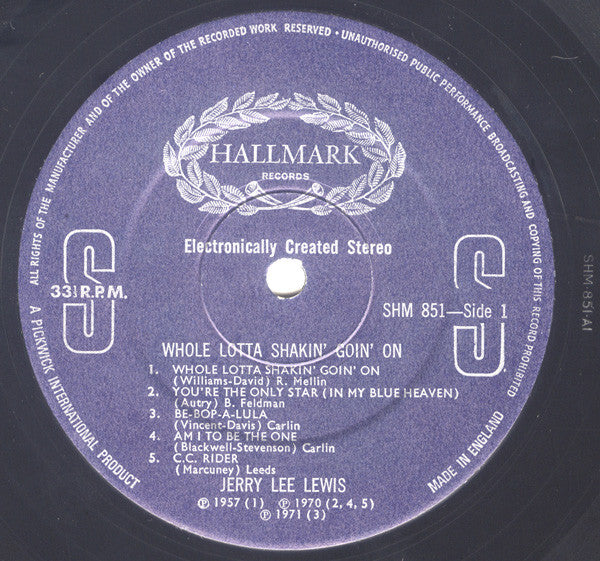 ALL RIGHTS OF THE MANUFACTURER AND OF THE OWNER OF THE RECORDED WORK RESERVED · UNAUTHORISED PUBLIC PERFORMANCE BROADCASTING AND COPYING OF THIS RECORD PROHIBITED
HALLMARK
RECORDS
Electronically Created Stereo
S
S
33⅓ R.P.M.
SHM 851—Side 1
WHOLE LOTTA SHAKIN' GOIN' ON
1. WHOLE LOTTA SHAKIN' GOIN' ON
(Williams-David) R. Mellin
2. YOU'RE THE ONLY STAR (IN MY BLUE HEAVEN)
(Autry) B. Feldman
3. BE-BOP-A-LULA
(Vincent-Davis) Carlin
4. AM I TO BE THE ONE
(Blackwell-Stevenson) Carlin
5. C.C. RIDER
(Marcuney) Leeds
JERRY LEE LEWIS
℗ 1957 (1) ℗ 1970 (2, 4, 5)
℗ 1971 (3)
A PICKWICK INTERNATIONAL PRODUCT
MADE IN ENGLAND
SHM·851·A1